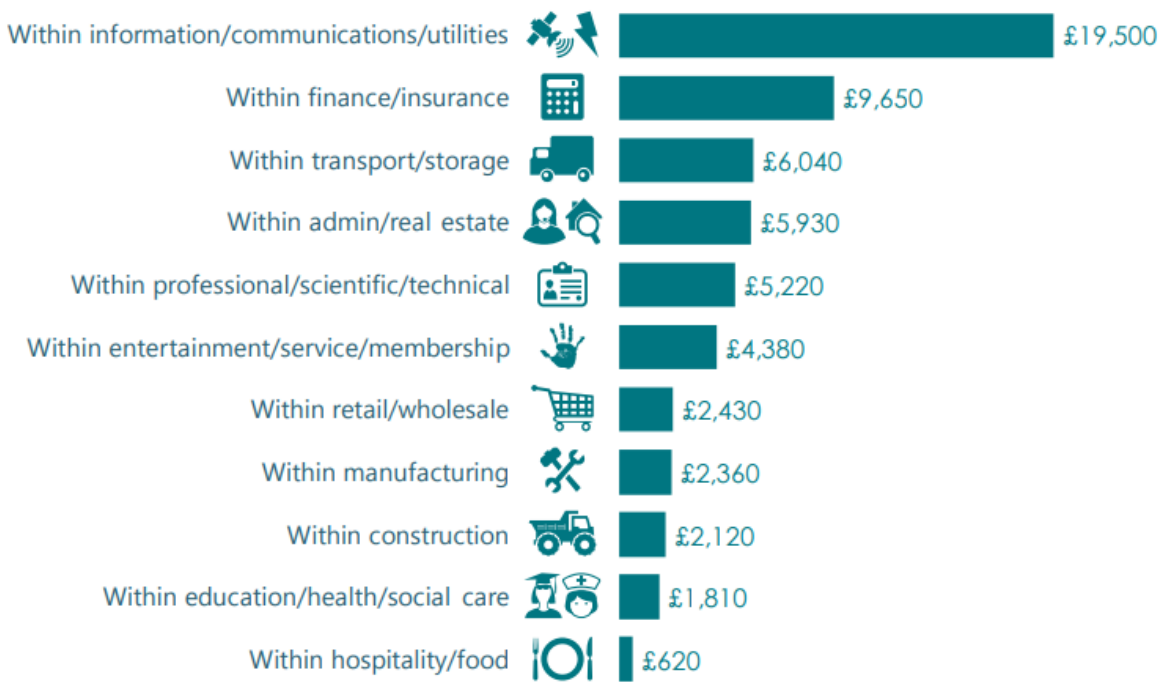 Within information/communications/utilities £19,500
Within finance/insurance £9,650
Within transport/storage £6,040
Within admin/real estate £5,930
Within professional/scientific/technical £5,220
Within entertainment/service/membership £4,380
Within retail/wholesale £2,430
Within manufacturing £2,360
Within construction £2,120
Within education/health/social care £1,810
Within hospitality/food £620